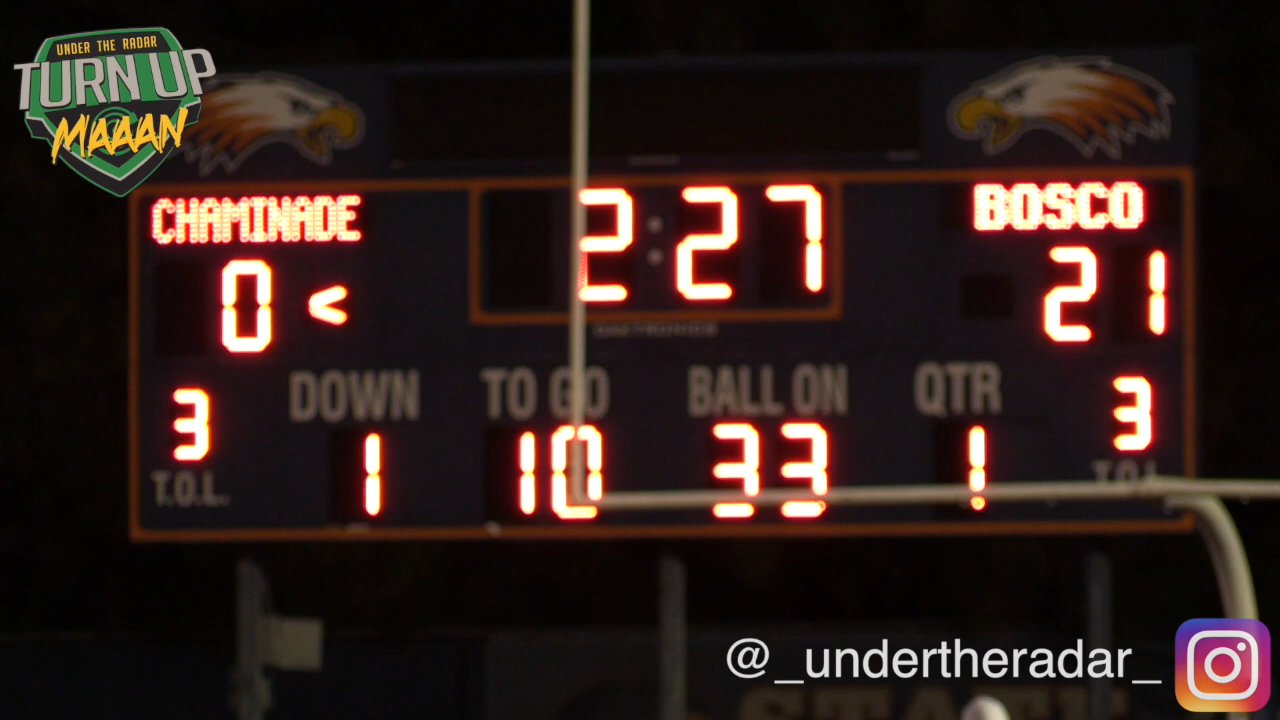 UNDER THE RADAR
TURN UP
MAAAN
CHAMINADE
2:27
BOSCO
0 <
21
DAKTRONICS
DOWN
TO GO
BALL ON
QTR
3
1
10
33
1
3
T.O.L.
T.O.L.
@_undertheradar_